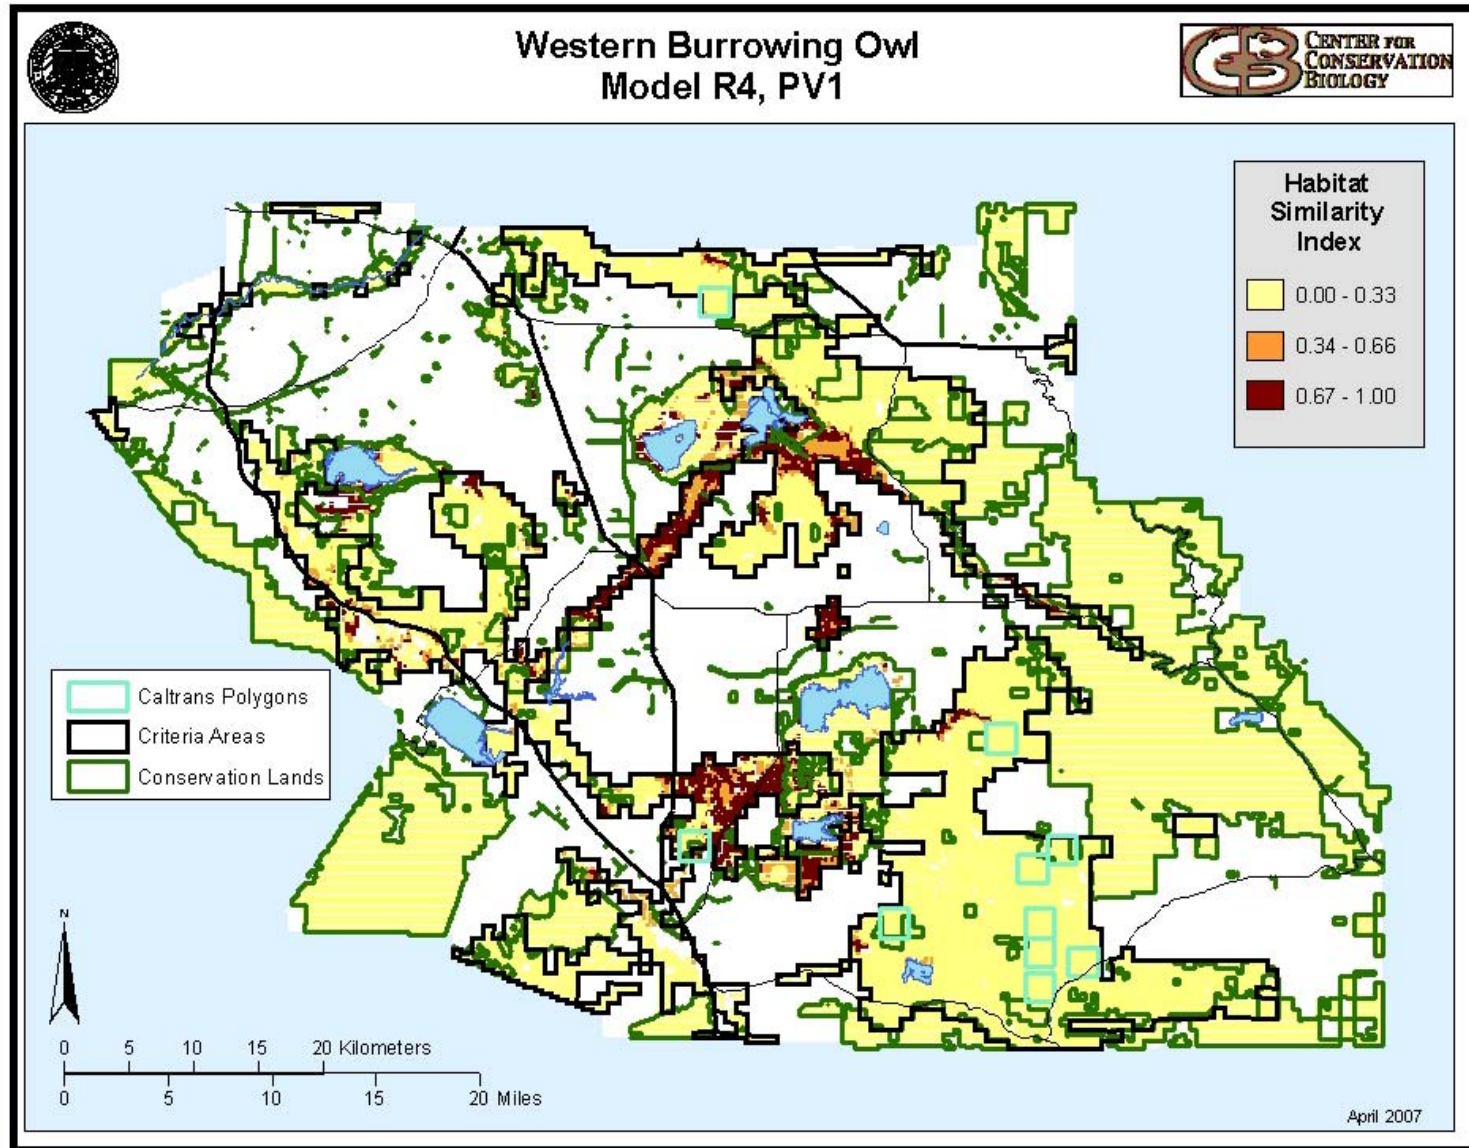 Western Burrowing Owl
Model R4, PV1
CENTER FOR
CONSERVATION
BIOLOGY
Habitat
Similarity
Index
0.00 - 0.33
0.34 - 0.66
0.67 - 1.00
Caltrans Polygons
Criteria Areas
Conservation Lands
N
0 5 10 15 20 Kilometers
0 5 10 15 20 Miles
April 2007